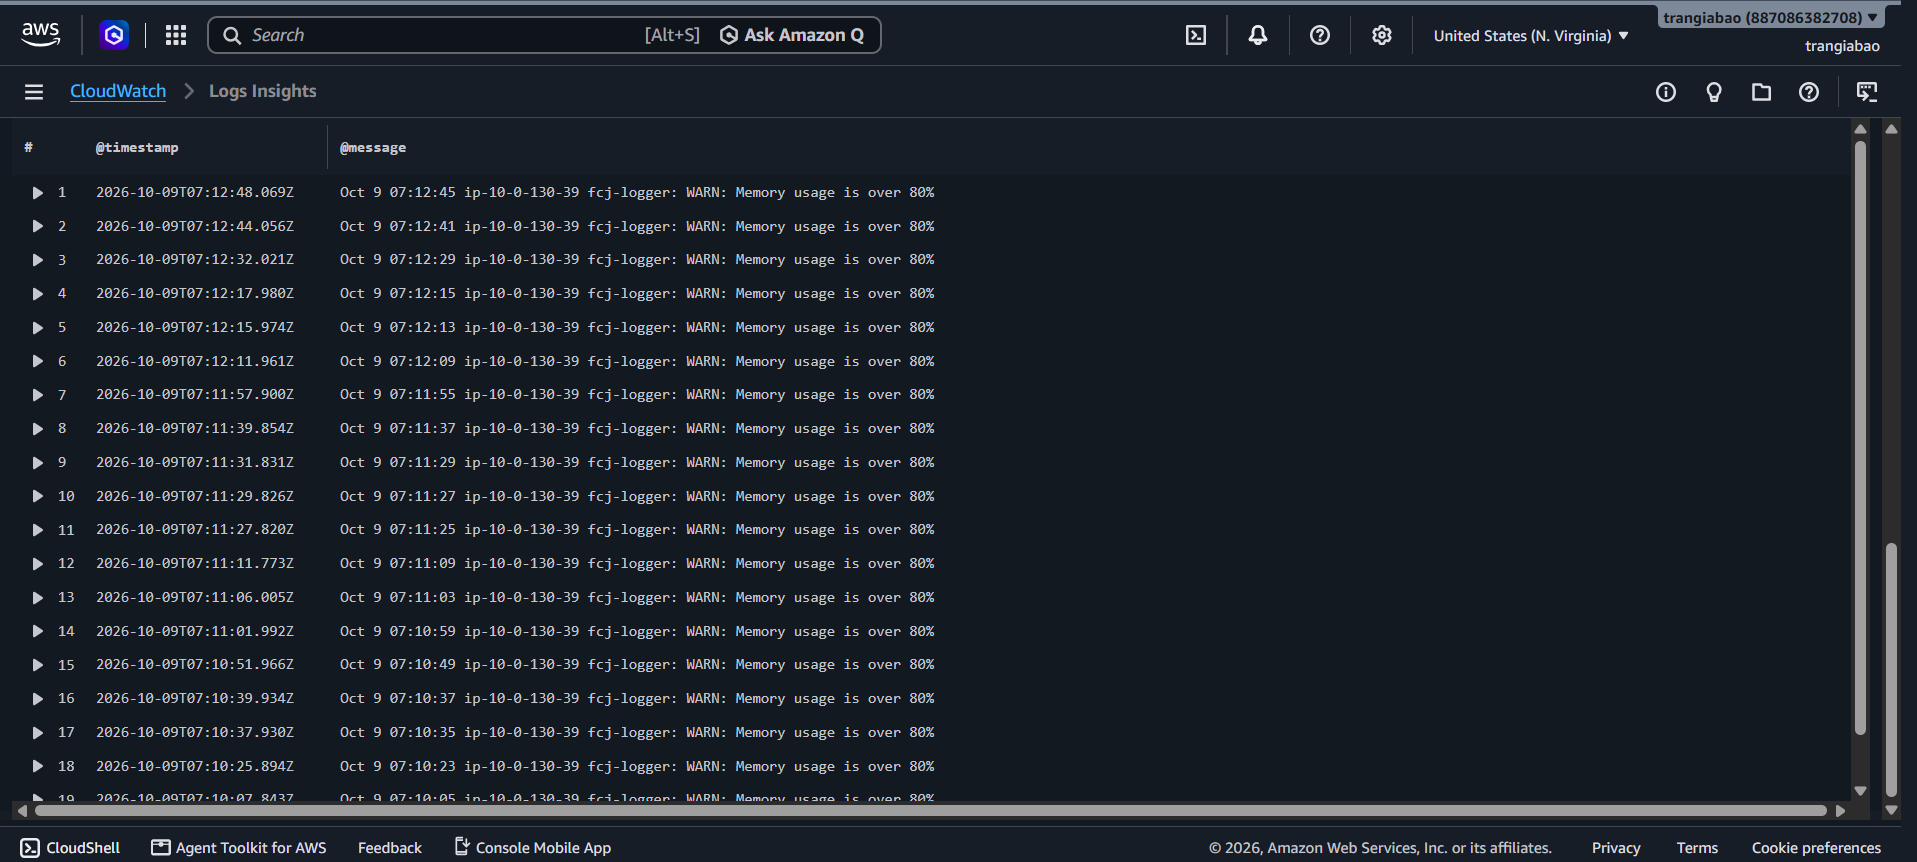 aws
Search [Alt+S] Ask Amazon Q United States (N. Virginia) trangiabao (887086382708)
trangiabao
CloudWatch Logs Insights
# @timestamp @message
1 2026-10-09T07:12:48.069Z Oct 9 07:12:45 ip-10-0-130-39 fcj-logger: WARN: Memory usage is over 80%
2 2026-10-09T07:12:44.056Z Oct 9 07:12:41 ip-10-0-130-39 fcj-logger: WARN: Memory usage is over 80%
3 2026-10-09T07:12:32.021Z Oct 9 07:12:29 ip-10-0-130-39 fcj-logger: WARN: Memory usage is over 80%
4 2026-10-09T07:12:17.980Z Oct 9 07:12:15 ip-10-0-130-39 fcj-logger: WARN: Memory usage is over 80%
5 2026-10-09T07:12:15.974Z Oct 9 07:12:13 ip-10-0-130-39 fcj-logger: WARN: Memory usage is over 80%
6 2026-10-09T07:12:11.961Z Oct 9 07:12:09 ip-10-0-130-39 fcj-logger: WARN: Memory usage is over 80%
7 2026-10-09T07:11:57.900Z Oct 9 07:11:55 ip-10-0-130-39 fcj-logger: WARN: Memory usage is over 80%
8 2026-10-09T07:11:39.854Z Oct 9 07:11:37 ip-10-0-130-39 fcj-logger: WARN: Memory usage is over 80%
9 2026-10-09T07:11:31.831Z Oct 9 07:11:29 ip-10-0-130-39 fcj-logger: WARN: Memory usage is over 80%
10 2026-10-09T07:11:29.826Z Oct 9 07:11:27 ip-10-0-130-39 fcj-logger: WARN: Memory usage is over 80%
11 2026-10-09T07:11:27.820Z Oct 9 07:11:25 ip-10-0-130-39 fcj-logger: WARN: Memory usage is over 80%
12 2026-10-09T07:11:11.773Z Oct 9 07:11:09 ip-10-0-130-39 fcj-logger: WARN: Memory usage is over 80%
13 2026-10-09T07:11:06.005Z Oct 9 07:11:03 ip-10-0-130-39 fcj-logger: WARN: Memory usage is over 80%
14 2026-10-09T07:11:01.992Z Oct 9 07:10:59 ip-10-0-130-39 fcj-logger: WARN: Memory usage is over 80%
15 2026-10-09T07:10:51.966Z Oct 9 07:10:49 ip-10-0-130-39 fcj-logger: WARN: Memory usage is over 80%
16 2026-10-09T07:10:39.934Z Oct 9 07:10:37 ip-10-0-130-39 fcj-logger: WARN: Memory usage is over 80%
17 2026-10-09T07:10:37.930Z Oct 9 07:10:35 ip-10-0-130-39 fcj-logger: WARN: Memory usage is over 80%
18 2026-10-09T07:10:25.894Z Oct 9 07:10:23 ip-10-0-130-39 fcj-logger: WARN: Memory usage is over 80%
19 2026-10-09T07:10:07.843Z Oct 9 07:10:05 ip-10-0-130-39 fcj-logger: WARN: Memory usage is over 80%
CloudShell Agent Toolkit for AWS Feedback Console Mobile App © 2026, Amazon Web Services, Inc. or its affiliates. Privacy Terms Cookie preferences